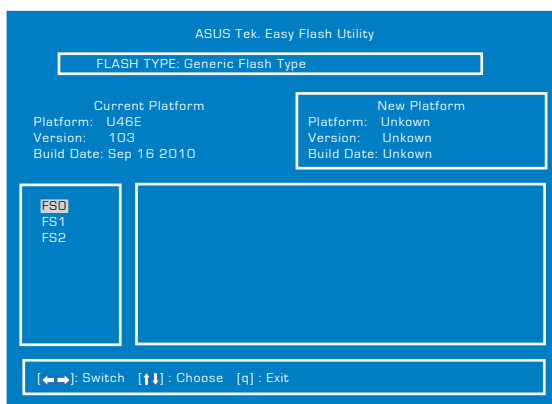 ASUS Tek. Easy Flash Utility
FLASH TYPE: Generic Flash Type
Current Platform
Platform: U46E
Version: 103
Build Date: Sep 16 2010
New Platform
Platform: Unkown
Version: Unkown
Build Date: Unkown
FS0
FS1
FS2
[←→]: Switch [↑↓] : Choose [q] : Exit